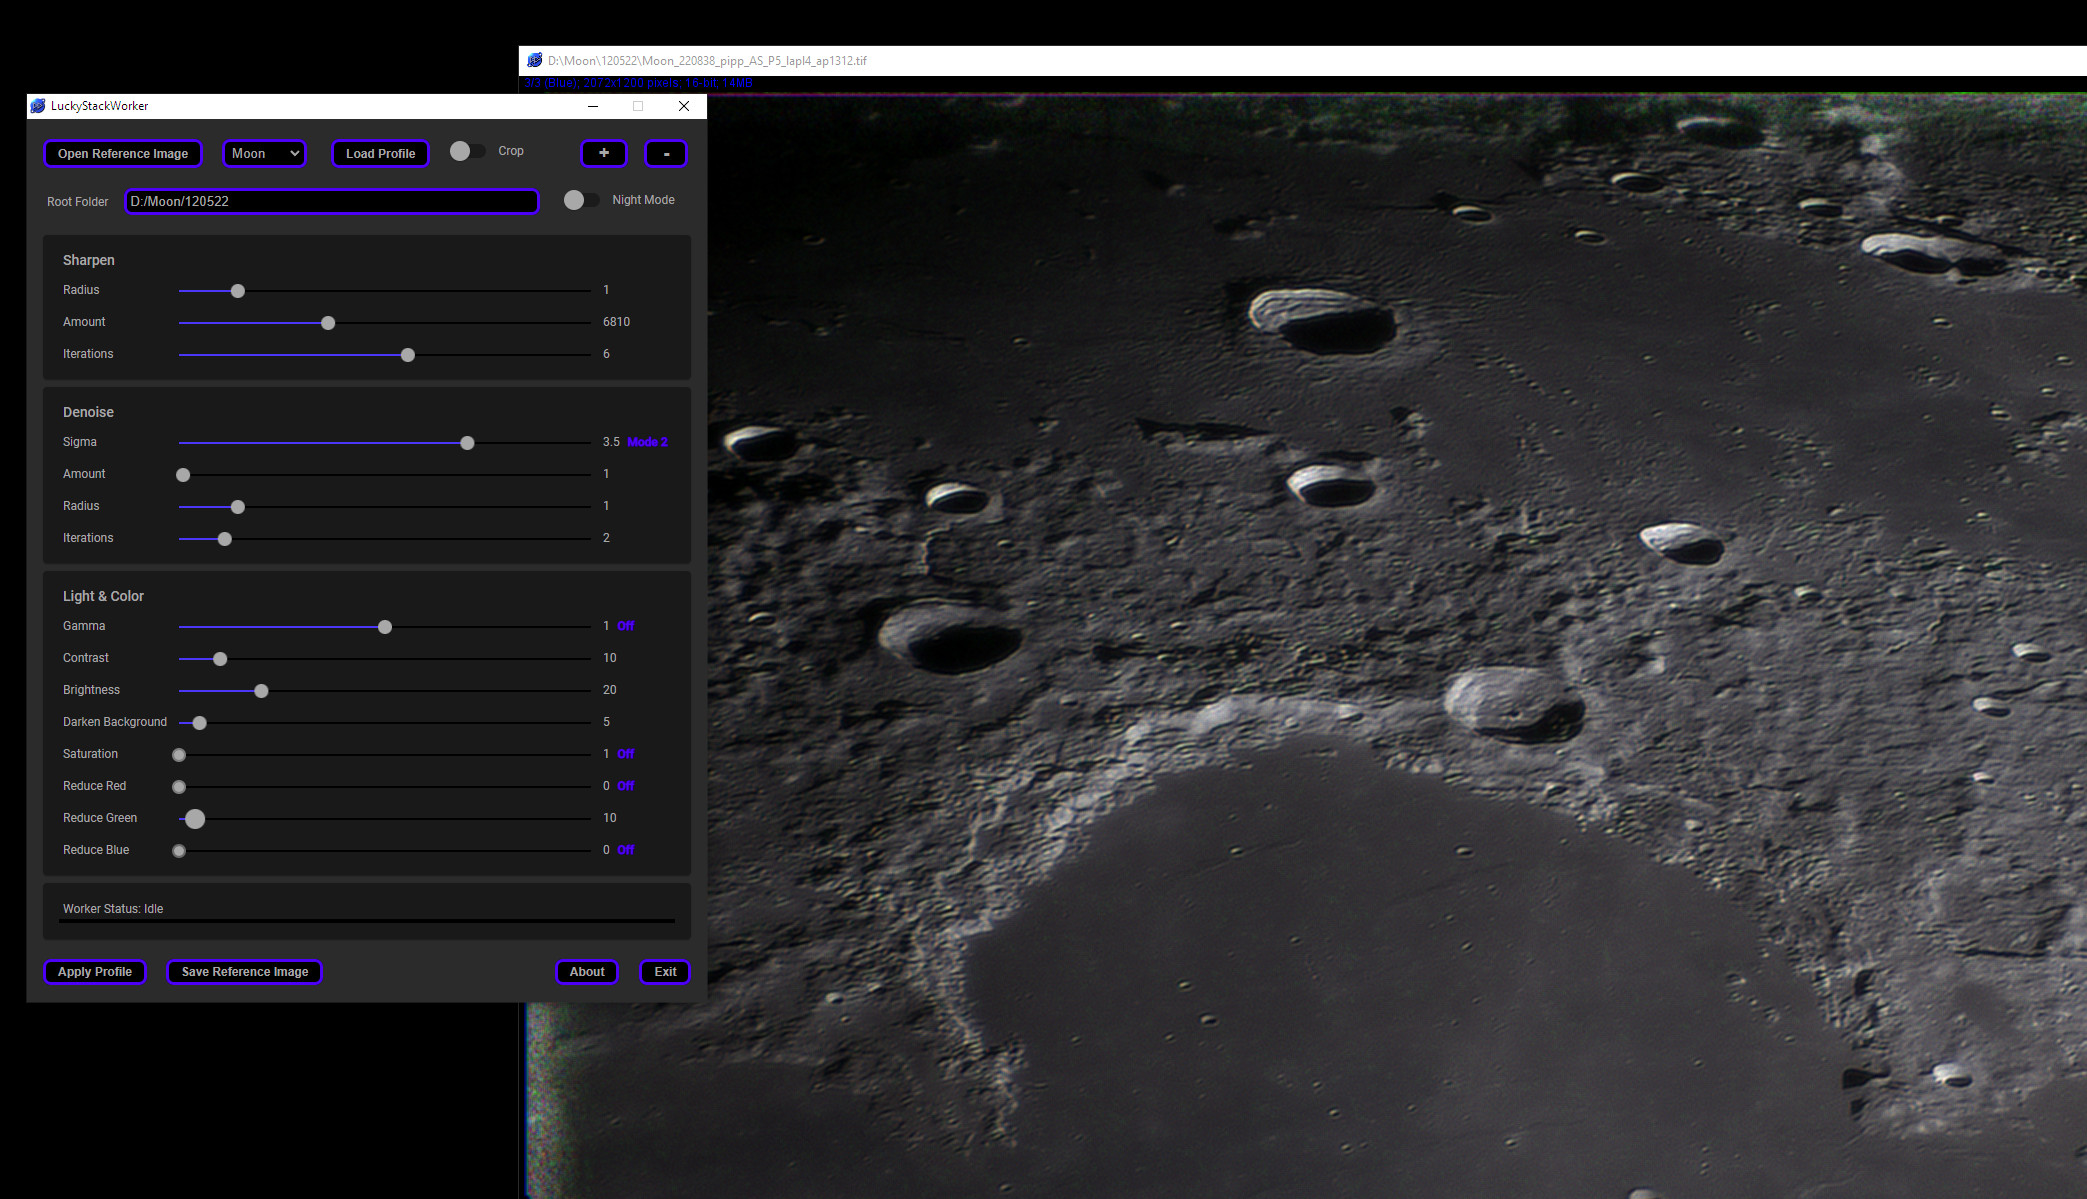 D:\Moon\120522\Moon_220838_pipp_AS_P5_lapl4_ap1312.tif
3/3 (Blue); 2072x1200 pixels; 16-bit; 14MB
LuckyStackWorker
Open Reference Image Moon Load Profile Crop + -
Root Folder D:/Moon/120522 Night Mode
Sharpen
Radius 1
Amount 6810
Iterations 6
Denoise
Sigma 3.5 Mode 2
Amount 1
Radius 1
Iterations 2
Light & Color
Gamma 1 Off
Contrast 10
Brightness 20
Darken Background 5
Saturation 1 Off
Reduce Red 0 Off
Reduce Green 10
Reduce Blue 0 Off
Worker Status: Idle
Apply Profile Save Reference Image About Exit